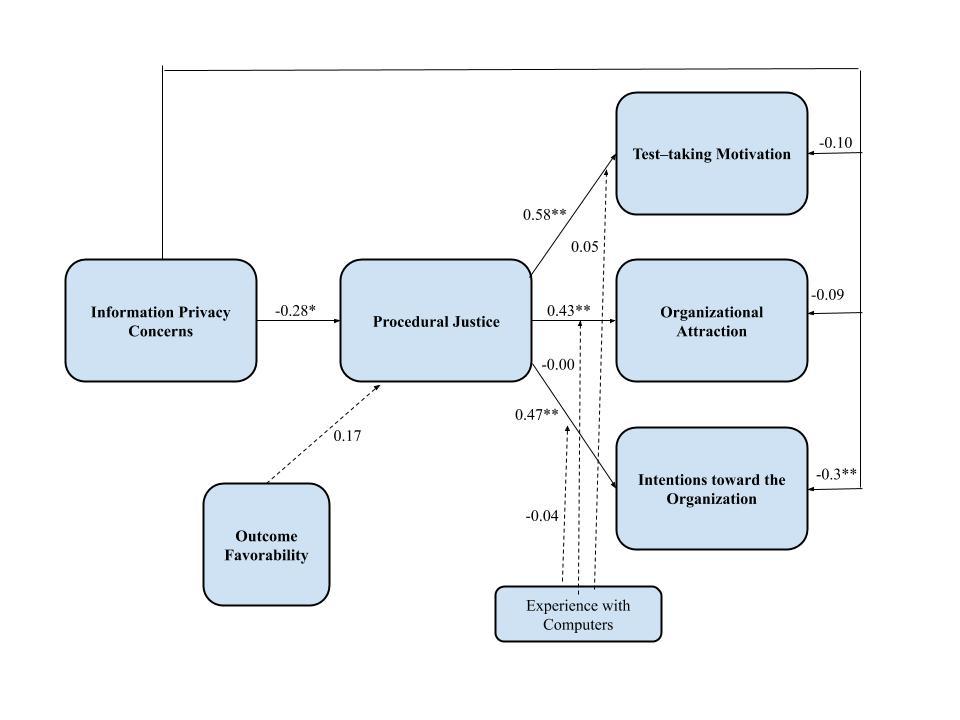 -0.10
Test–taking Motivation
0.58**
0.05
-0.09
Information Privacy
Concerns
-0.28*
Procedural Justice
0.43**
Organizational
Attraction
-0.00
0.47**
0.17
-0.3**
Intentions toward the
Organization
-0.04
Outcome
Favorability
Experience with
Computers